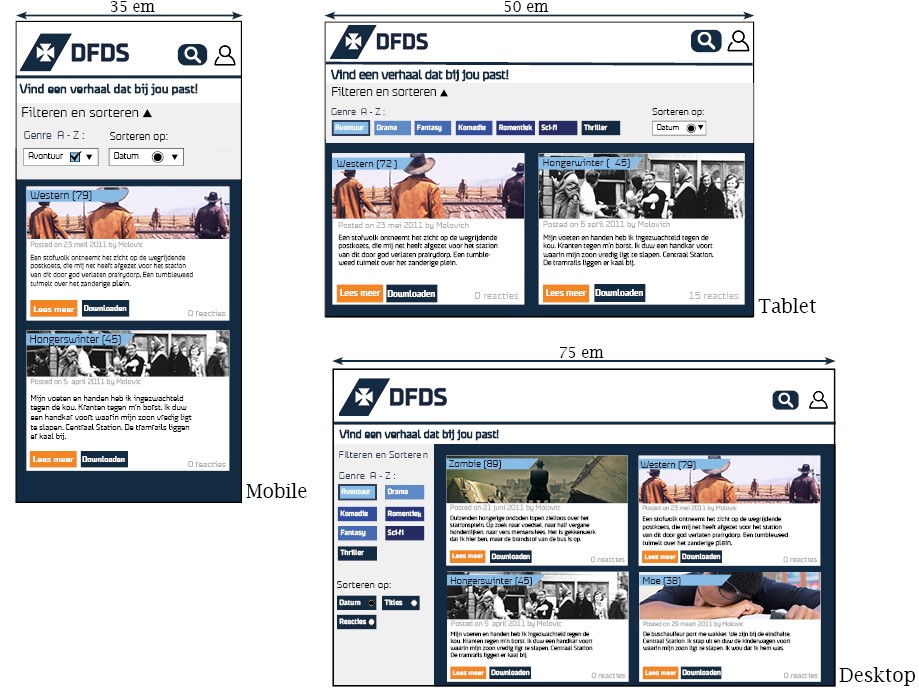 35 em
DFDS
Vind een verhaal dat bij jou past!
Filteren en sorteren ▲
Genre A - Z : Sorteren op:
Avontuur ▼ Datum ▼
Western (79)
Posted on 23 mei 2011 by Molovic
Een stofwolk ontneemt het zicht op de wegrijdende
postkoets, die mij net heeft afgezet voor het station
van dit door god verlaten prairydorp. Een tumbleweed
tuimelt over het zanderige plein.
Lees meer Downloaden 0 reacties
Hongerswinter (45)
Posted on 5 april 2011 by Molovic
Mijn voeten en handen heb ik ingezwachteld
tegen de kou. Kranten tegen m'n borst. Ik duw
een handkar voort waarin mijn zoon vredig ligt
te slapen. Centraal Station. De tramrails liggen
er kaal bij.
Lees meer Downloaden 0 reacties
Mobile
50 em
DFDS
Vind een verhaal dat bij jou past!
Filteren en sorteren ▲
Genre A - Z : Sorteren op:
Avontuur Drama Fantasy Komedie Romentiek Sci-fi Thriller Datum ▼
Western (72 ) Hongerwinter ( 45)
Posted on 23 mei 2011 by Molovich
Een stofwolk ontneemt het zicht op de wegrijdende
postkoets, die mij net heeft afgezet voor het station
van dit door god verlaten prairydorp. Een tumble-
weed tuimelt over het zanderige plein.
Lees meer Downloaden 0 reacties
Posted on 5 april 2011 by Molovich
Mijn voeten en handen heb ik ingezwachteld tegen de
kou. Kranten tegen m'n borst. Ik duw een handkar voort
waarin mijn zoon vredig ligt te slapen. Centraal Station.
De tramrails liggen er kaal bij.
Lees meer Downloaden 15 reacties
Tablet
75 em
DFDS
Vind een verhaal dat bij jou past!
Filteren en Sorteren
Genre A - Z :
Avontuur Drama
Komedie Romentiek
Fantasy Sci-fi
Thriller
Sorteren op:
Datum Titles
Reacties
Zombie (89)
Posted on 21 juni 2011 by Molovic
Duizenden hongerige ondoden lopen zielloos over het
stationsplein. Op zoek naar voedsel, naar hell vergane
hondenlijken, naar vers mensenvlees. Het is gekkenwerk
dat ik hier ben, maar de brandstof van de bus is op.
Lees meer Downloaden 0 reacties
Western (79)
Posted on 23 mei 2011 by Molovic
Een stofwolk ontneemt het zicht op de wegrijdende
postkoets, die mij net heeft afgezet voor het station
van dit door god verlaten prairydorp. Een tumbleweed
tuimelt over het zanderige plein.
Lees meer Downloaden 0 reacties
Hongerswinter (45)
Posted on 5 april 2011 by Molovic
Mijn voeten en handen heb ik ingezwachteld tegen de
kou. Kranten tegen m'n borst. Ik duw een handkar voort
waarin mijn zoon vredig ligt te slapen. Centraal Station.
De tramrails liggen er kaal bij.
Lees meer Downloaden 0 reacties
Moe (38)
Posted on 29 maart 2011 by Molovic
De buschauffeur port me wakker. We zijn bij de eindhalte,
Centraal Station. Ik stap uit en duw de kinderwagen voort
waarin mijn zoon ligt te slapen. Ik wou dat ik hem was.
Lees meer Downloaden 0 reacties
Desktop